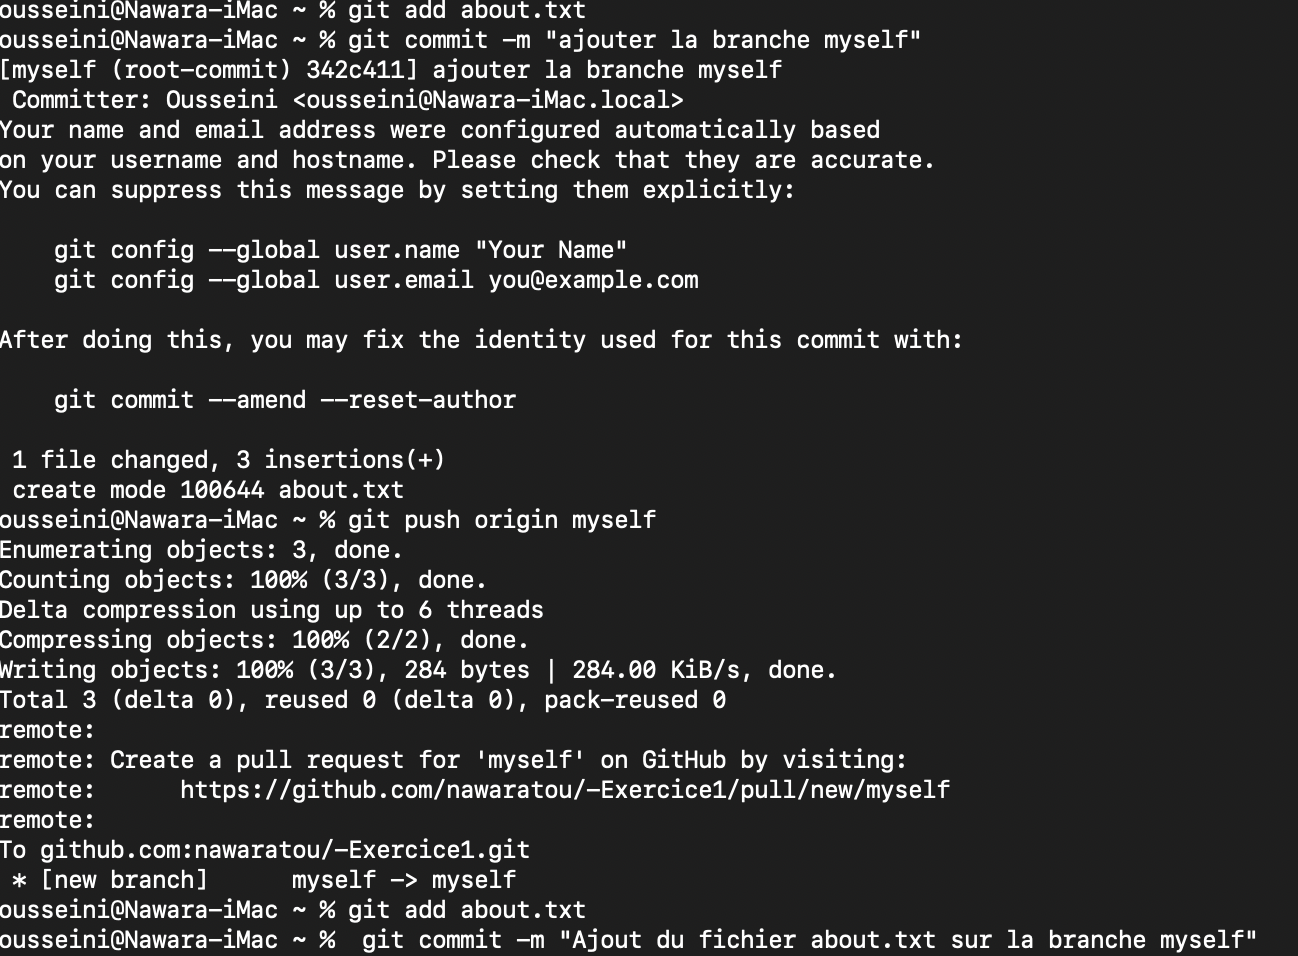 ousseini@Nawara-iMac ~ % git add about.txt
ousseini@Nawara-iMac ~ % git commit -m "ajouter la branche myself"
[myself (root-commit) 342c411] ajouter la branche myself
 Committer: Ousseini <ousseini@Nawara-iMac.local>
Your name and email address were configured automatically based
on your username and hostname. Please check that they are accurate.
You can suppress this message by setting them explicitly:

    git config --global user.name "Your Name"
    git config --global user.email you@example.com

After doing this, you may fix the identity used for this commit with:

    git commit --amend --reset-author

 1 file changed, 3 insertions(+)
 create mode 100644 about.txt
ousseini@Nawara-iMac ~ % git push origin myself
Enumerating objects: 3, done.
Counting objects: 100% (3/3), done.
Delta compression using up to 6 threads
Compressing objects: 100% (2/2), done.
Writing objects: 100% (3/3), 284 bytes | 284.00 KiB/s, done.
Total 3 (delta 0), reused 0 (delta 0), pack-reused 0
remote:
remote: Create a pull request for 'myself' on GitHub by visiting:
remote:      https://github.com/nawaratou/-Exercice1/pull/new/myself
remote:
To github.com:nawaratou/-Exercice1.git
 * [new branch]      myself -> myself
ousseini@Nawara-iMac ~ % git add about.txt
ousseini@Nawara-iMac ~ %  git commit -m "Ajout du fichier about.txt sur la branche myself"